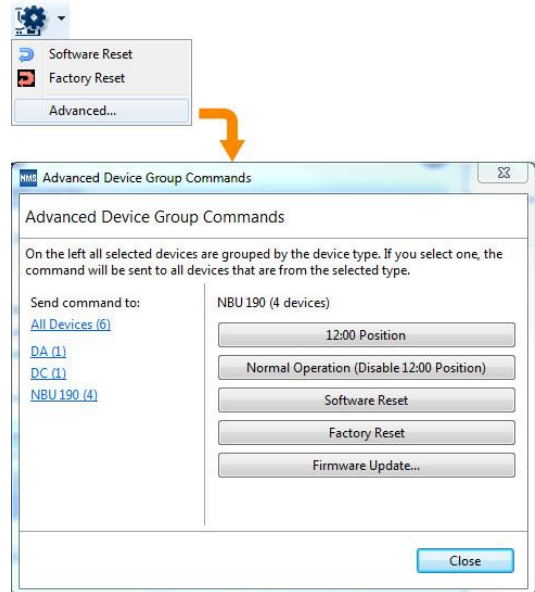 Software Reset
Factory Reset
Advanced...
NMS Advanced Device Group Commands
Advanced Device Group Commands
On the left all selected devices are grouped by the device type. If you select one, the
command will be sent to all devices that are from the selected type.
Send command to:
All Devices (6)
DA (1)
DC (1)
NBU 190 (4)
NBU 190 (4 devices)
12:00 Position
Normal Operation (Disable 12:00 Position)
Software Reset
Factory Reset
Firmware Update...
Close